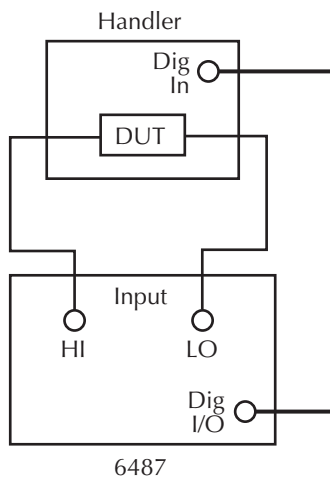 Handler
Dig
In
DUT
Input
HI
LO
Dig
I/O
6487